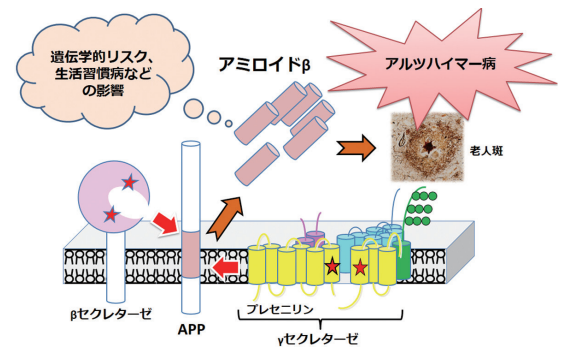 遺伝学的リスク、
生活習慣病など
の影響
アミロイドβ
アルツハイマー病
老人斑
βセクレターゼ
APP
プレセニリン
γセクレターゼ